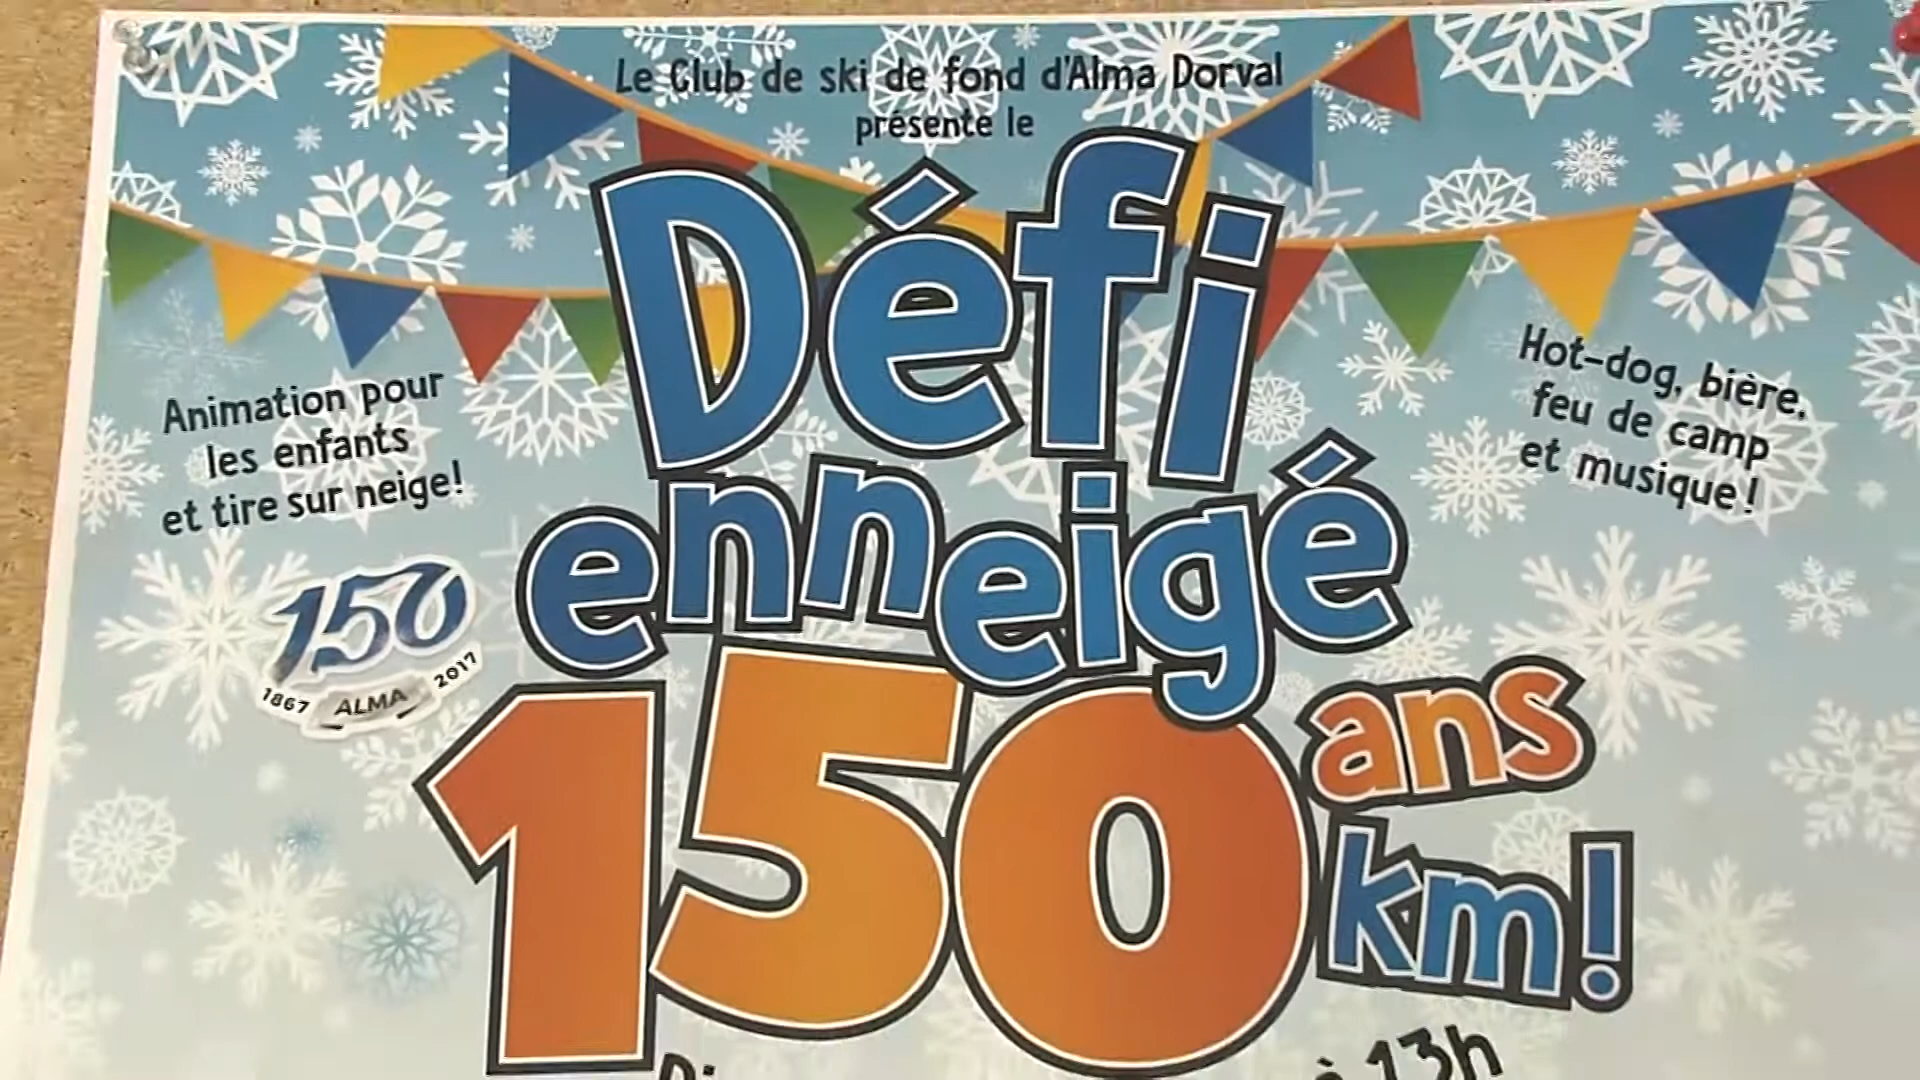 Le Club de ski de fond d'Alma Dorval
présente le
Défi
enneigé
150 ans
km!
Animation pour
les enfants
et tire sur neige!
Hot-dog, bière,
feu de camp
et musique!
150
1867 ALMA 2017
à 13h